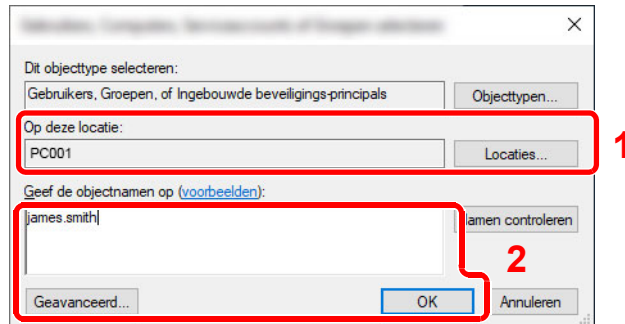 Dit objecttype selecteren:
Gebruikers, Groepen, of Ingebouwde beveiligings-principals
Objecttypen...
Op deze locatie:
PC001
Locaties...
1
Geef de objectnamen op (voorbeelden):
james.smith
Namen controleren
2
Geavanceerd...
OK
Annuleren